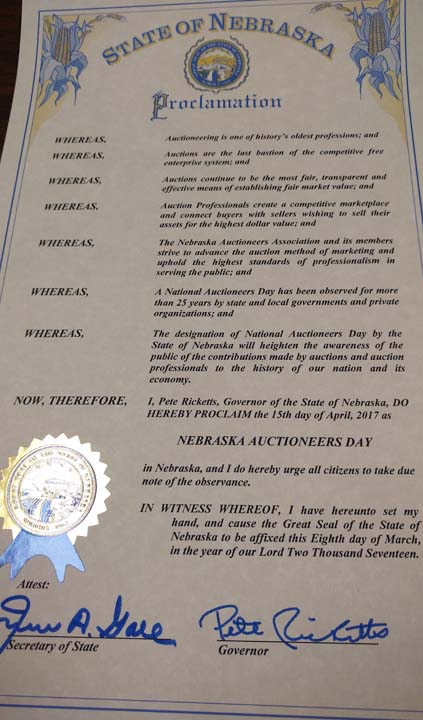 STATE OF NEBRASKA
Proclamation
WHEREAS, Auctioneering is one of history's oldest professions; and
WHEREAS, Auctions are the last bastion of the competitive free
enterprise system; and
WHEREAS, Auctions continue to be the most fair, transparent and
effective means of establishing fair market value; and
WHEREAS, Auction Professionals create a competitive marketplace
and connect buyers with sellers wishing to sell their
assets for the highest dollar value; and
WHEREAS, The Nebraska Auctioneers Association and its members
strive to advance the auction method of marketing and
uphold the highest standards of professionalism in
serving the public; and
WHEREAS, A National Auctioneers Day has been observed for more
than 25 years by state and local governments and private
organizations; and
WHEREAS, The designation of National Auctioneers Day by the
State of Nebraska will heighten the awareness of the
public of the contributions made by auctions and auction
professionals to the history of our nation and its
economy.
NOW, THEREFORE, I, Pete Ricketts, Governor of the State of Nebraska, DO
HEREBY PROCLAIM the 15th day of April, 2017 as
NEBRASKA AUCTIONEERS DAY
in Nebraska, and I do hereby urge all citizens to take due
note of the observance.
IN WITNESS WHEREOF, I have hereunto set my
hand, and cause the Great Seal of the State of
Nebraska to be affixed this Eighth day of March,
in the year of our Lord Two Thousand Seventeen.
Attest:
A. Gale Pete Ricketts
Secretary of State Governor